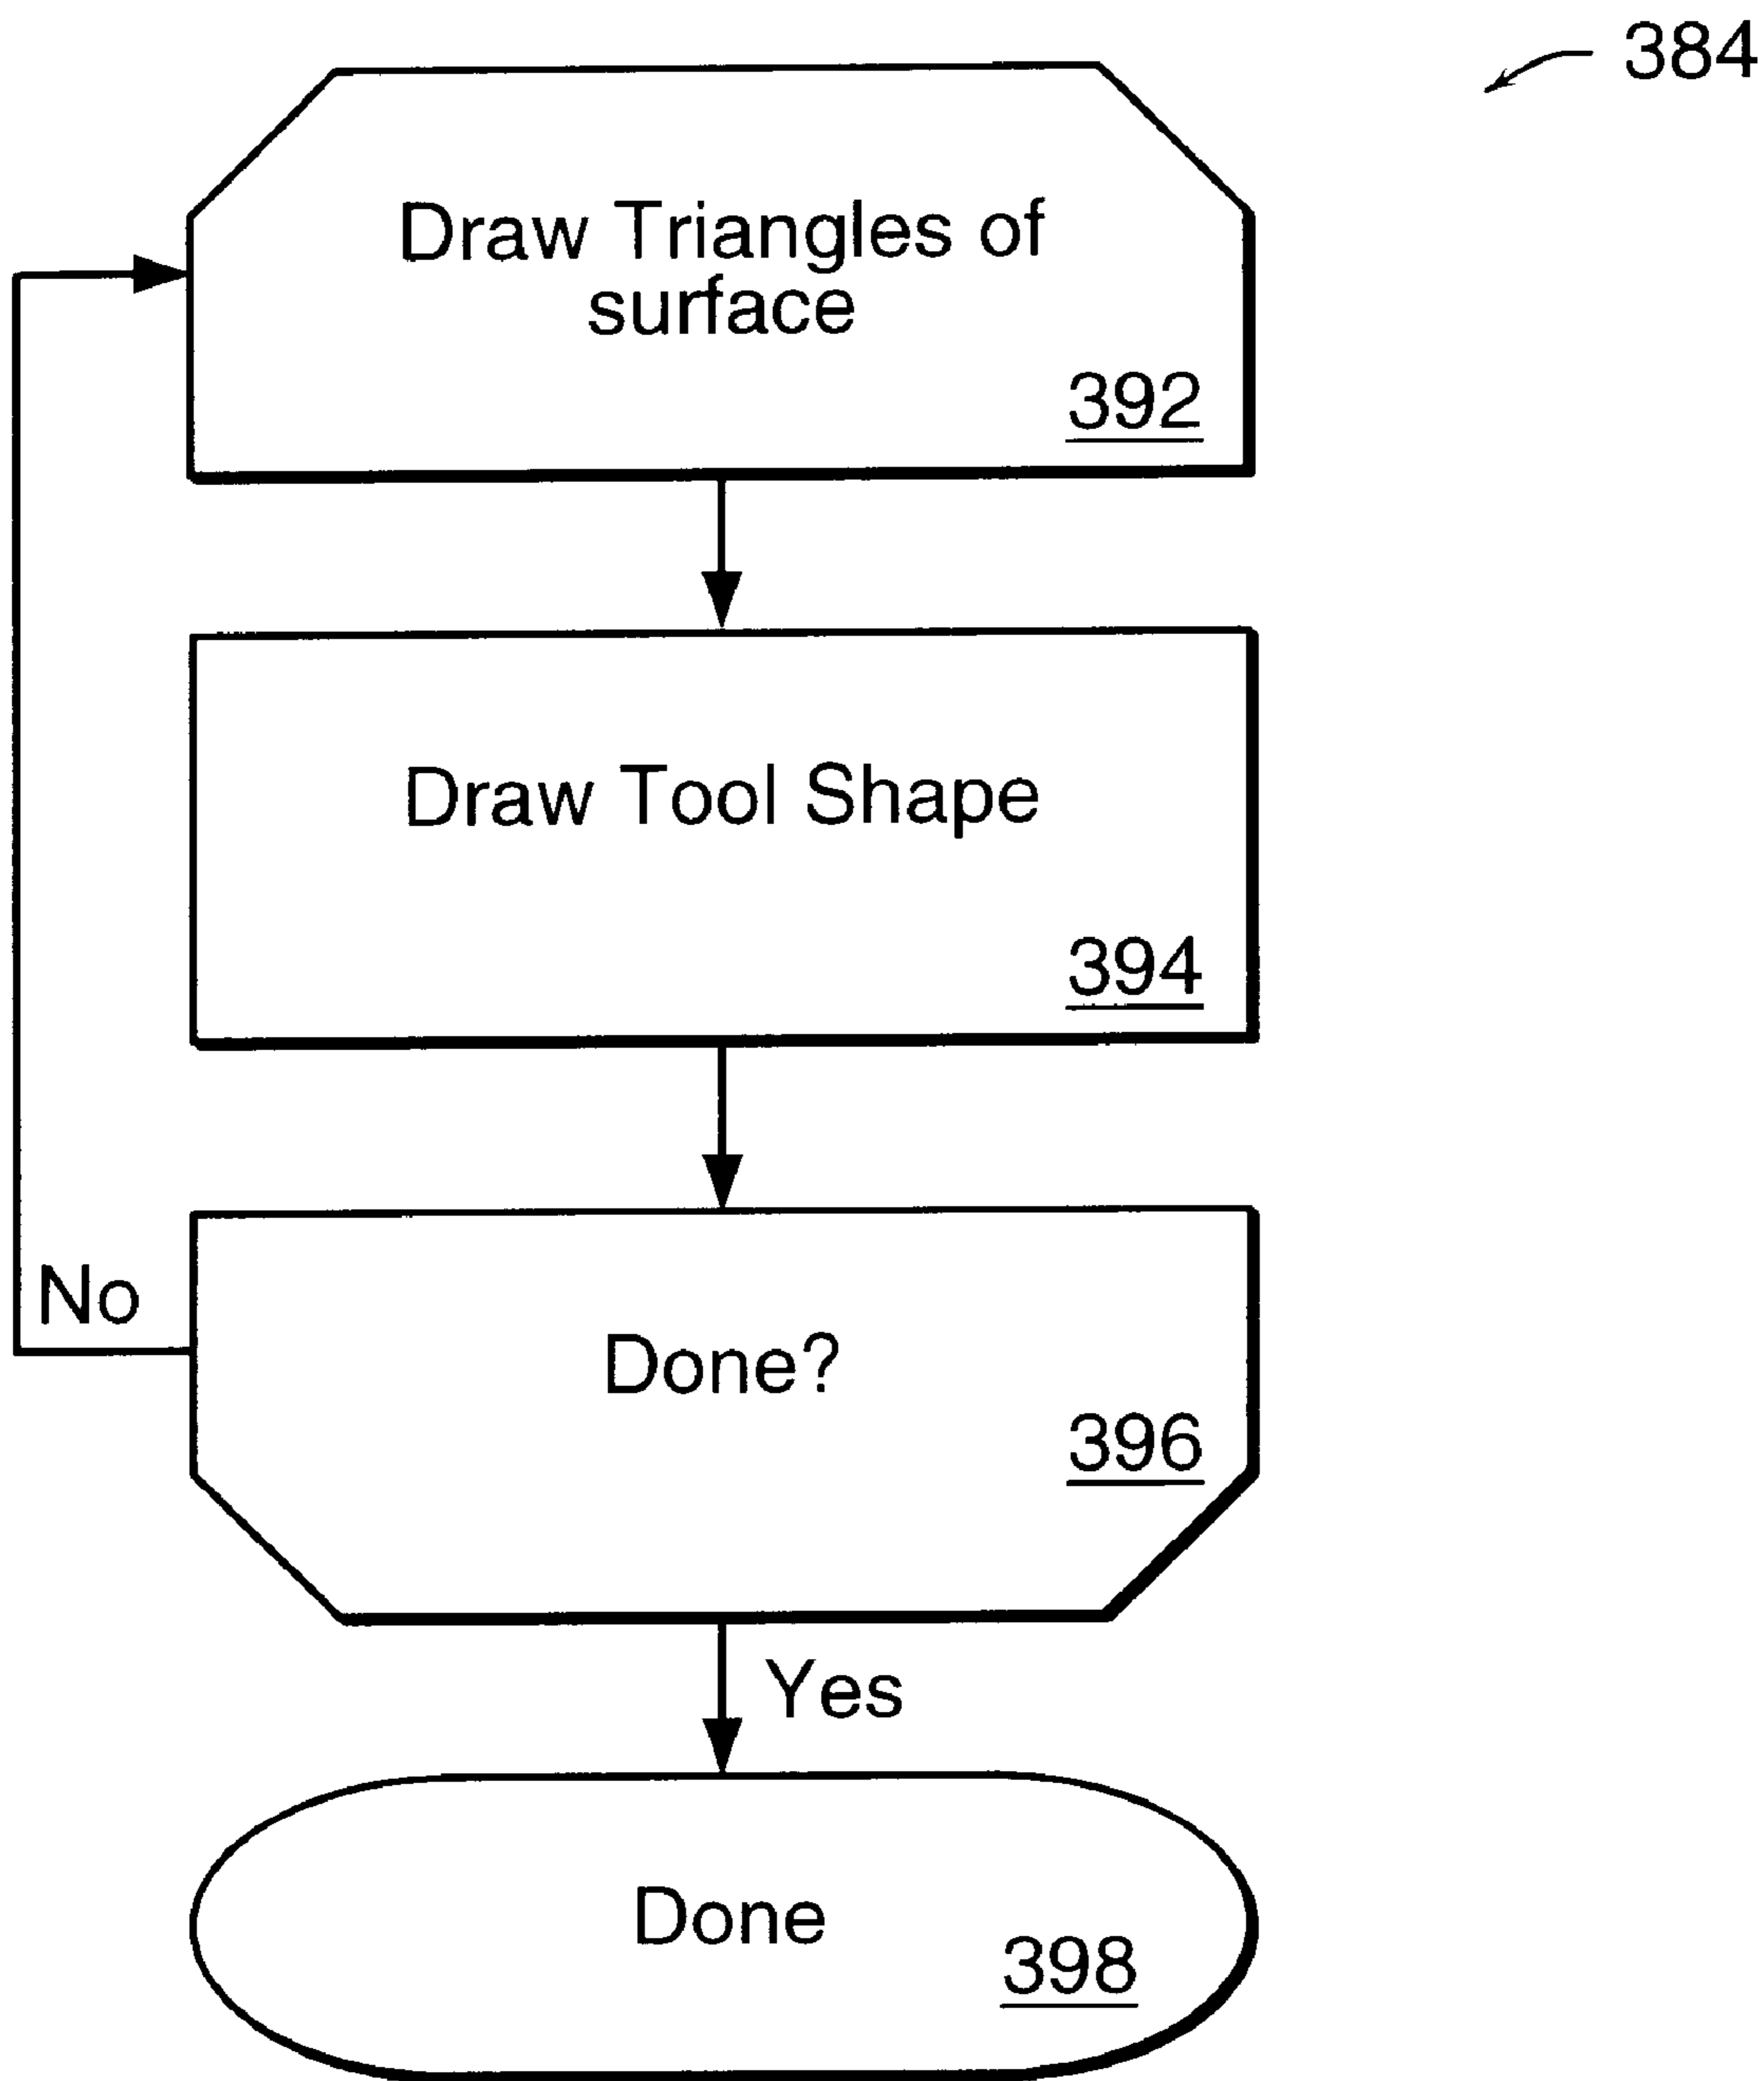 384
Draw Triangles of
surface
392
Draw Tool Shape
394
No
Done?
396
Yes
Done
398